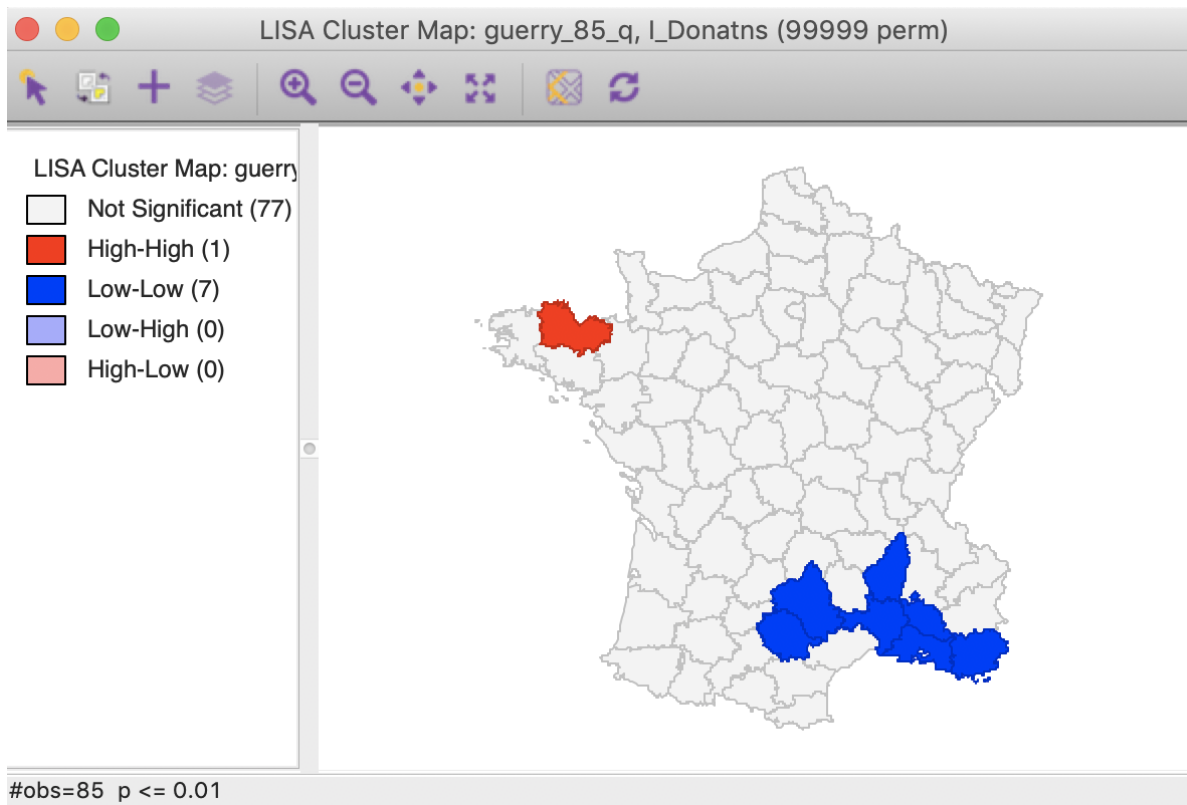 LISA Cluster Map: guerry_85_q, I_Donatns (99999 perm)
LISA Cluster Map: guerry
Not Significant (77)
High-High (1)
Low-Low (7)
Low-High (0)
High-Low (0)
#obs=85 p <= 0.01